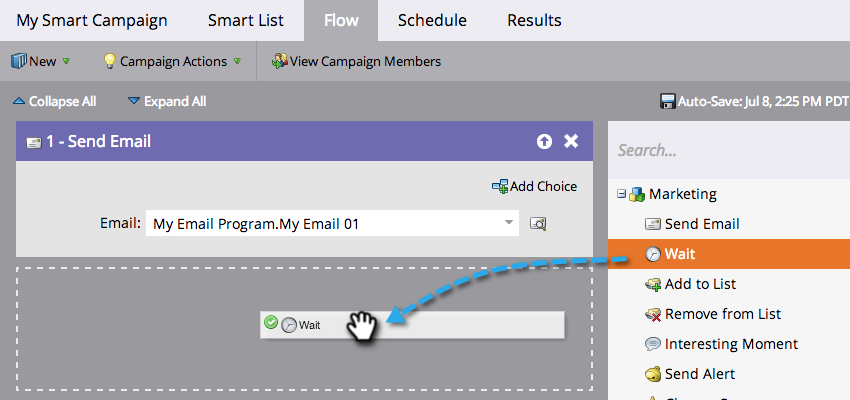 My Smart Campaign Smart List Flow Schedule Results
New Campaign Actions View Campaign Members
Collapse All Expand All Auto-Save: Jul 8, 2:25 PM PDT
1 - Send Email
Search...
Add Choice
Marketing
Email: My Email Program.My Email 01
Send Email
Wait
Add to List
Wait
Remove from List
Interesting Moment
Send Alert